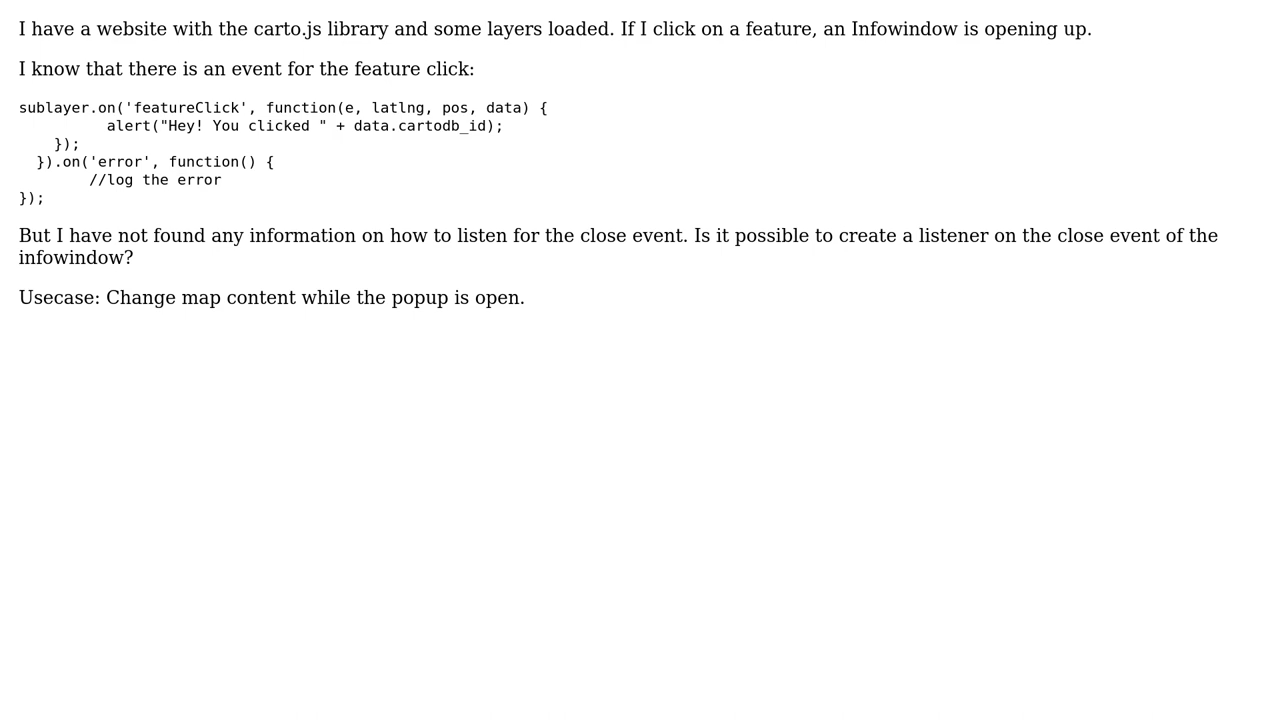 I have a website with the carto.js library and some layers loaded. If I click on a feature, an Infowindow is opening up.
I know that there is an event for the feature click:
sublayer.on('featureClick', function(e, latlng, pos, data) {
          alert("Hey! You clicked " + data.cartodb_id);
    });
  }).on('error', function() {
        //log the error
});
But I have not found any information on how to listen for the close event. Is it possible to create a listener on the close event of the
infowindow?
Usecase: Change map content while the popup is open.